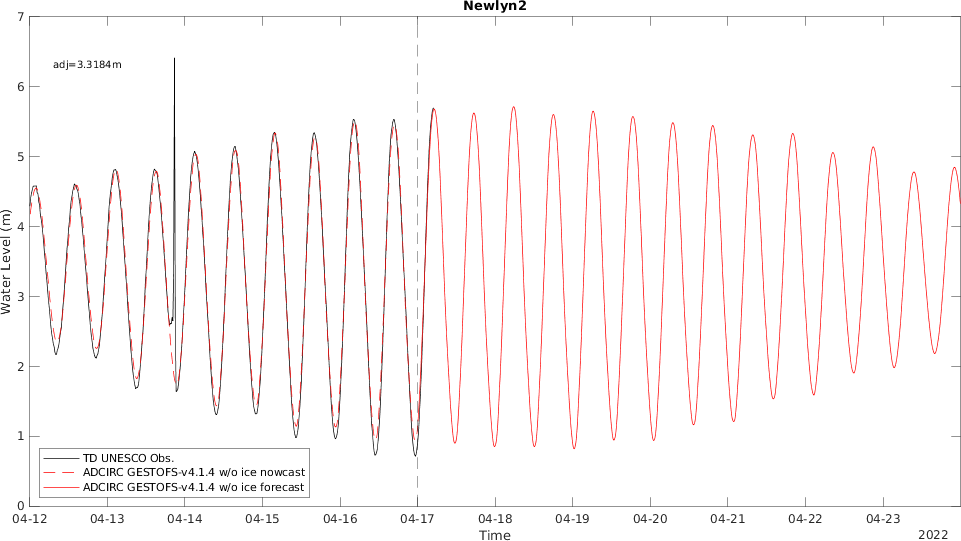 Newlyn2
7
adj=3.3184m
6
5
4
3
2
1
0
Water Level (m)
TD UNESCO Obs.
ADCIRC GESTOFS-v4.1.4 w/o ice nowcast
ADCIRC GESTOFS-v4.1.4 w/o ice forecast
04-12 04-13 04-14 04-15 04-16 04-17 04-18 04-19 04-20 04-21 04-22 04-23
Time
2022